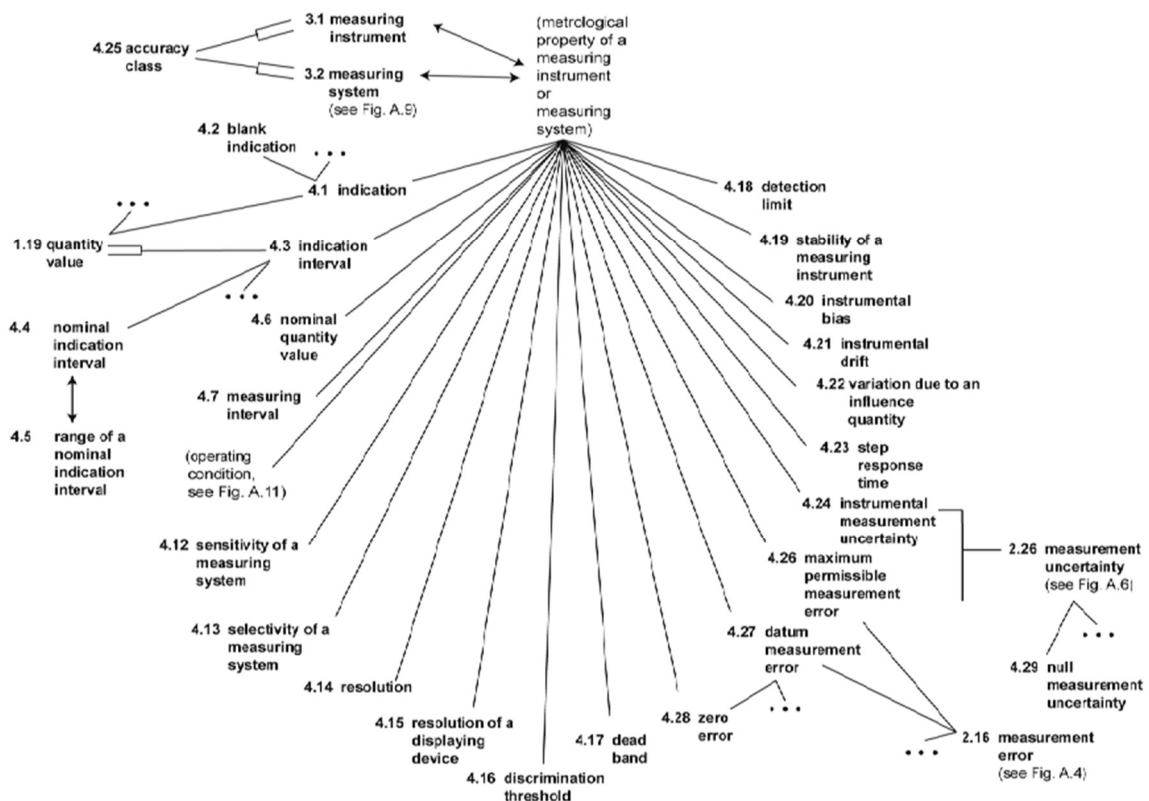 3.1 measuring
instrument
4.25 accuracy
class
3.2 measuring
system
(see Fig. A.9)
(metrological
property of a
measuring
instrument
or
measuring
system)
4.2 blank
indication
4.1 indication
1.19 quantity
value
4.3 indication
interval
4.4 nominal
indication
interval
4.5 range of a
nominal
indication
interval
4.6 nominal
quantity
value
4.7 measuring
interval
(operating
condition,
see Fig. A.11)
4.12 sensitivity of a
measuring
system
4.13 selectivity of a
measuring
system
4.14 resolution
4.15 resolution of a
displaying
device
4.16 discrimination
threshold
4.17 dead
band
4.18 detection
limit
4.19 stability of a
measuring
instrument
4.20 instrumental
bias
4.21 instrumental
drift
4.22 variation due to an
influence
quantity
4.23 step
response
time
4.24 instrumental
measurement
uncertainty
4.26 maximum
permissible
measurement
error
4.27 datum
measurement
error
4.28 zero
error
2.26 measurement
uncertainty
(see Fig. A.6)
4.29 null
measurement
uncertainty
2.16 measurement
error
(see Fig. A.4)